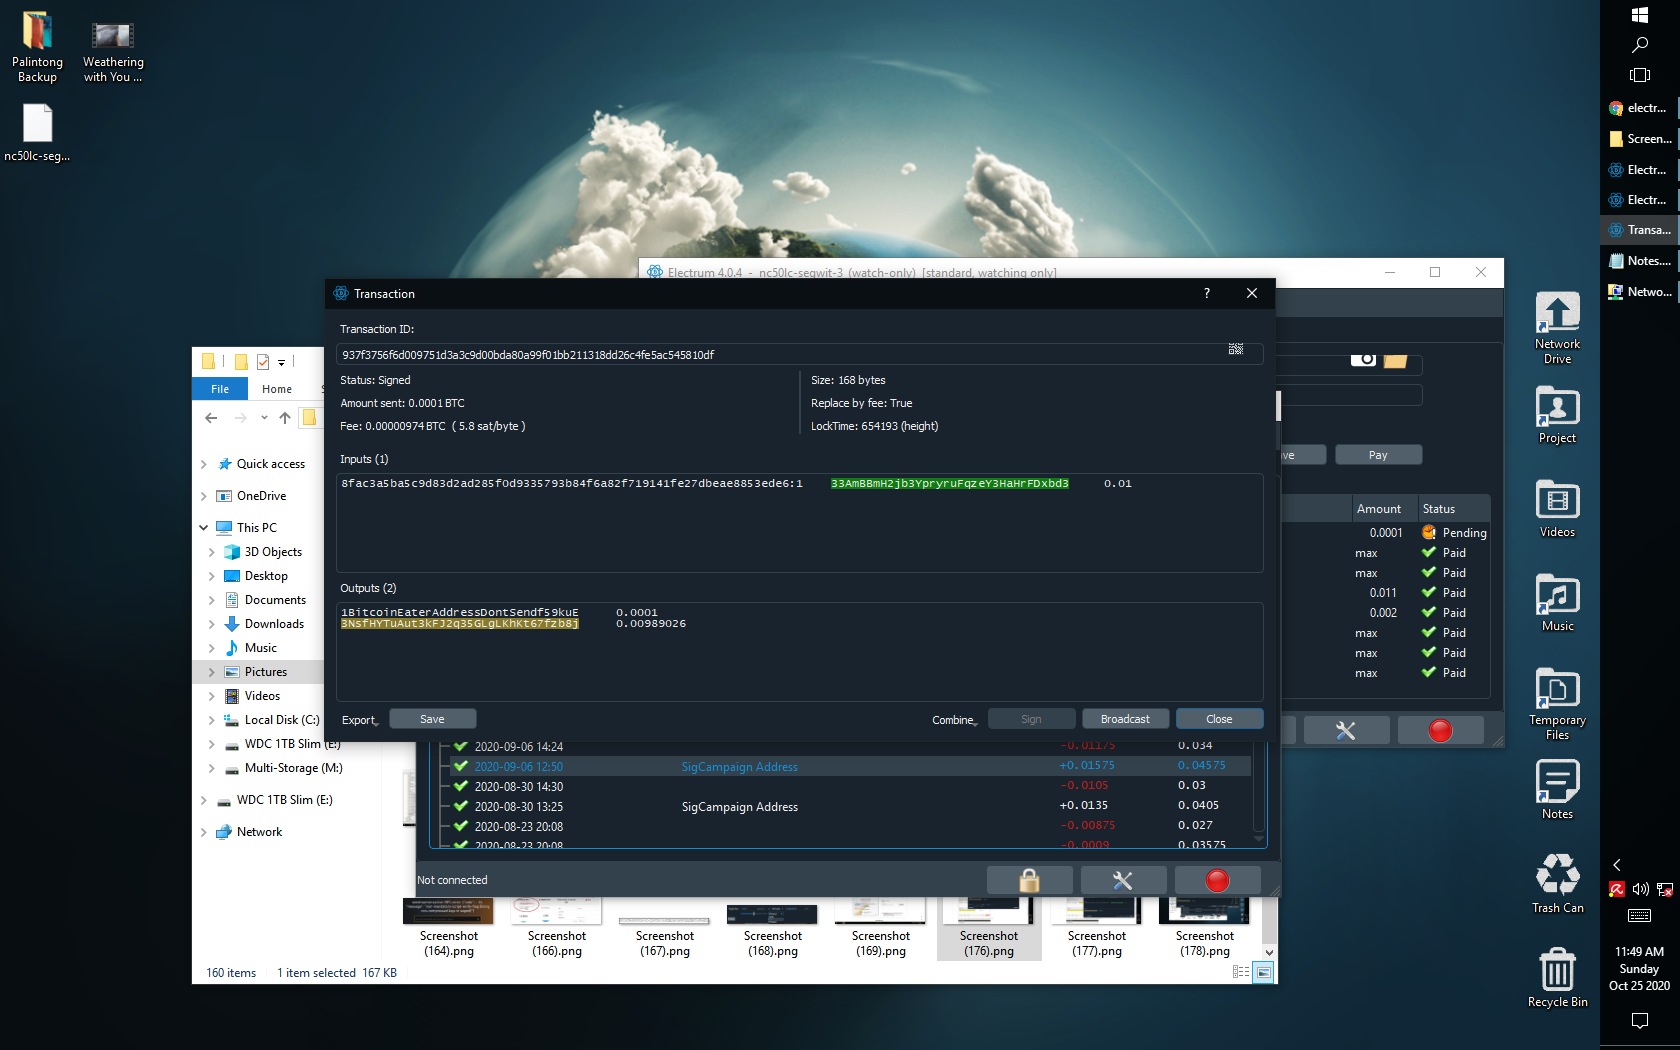 Palintong
Backup
Weathering
with You ...
nc50lc-seg...
Electrum 4.0.4 - nc50lc-segwit-3 (watch-only) [standard, watching only]
Transaction
?
Transaction ID:
937f3756f6d009751d3a3c9d00bda80a99f01bb211318dd26c4fe5ac545810df
Status: Signed
Amount sent: 0.0001 BTC
Fee: 0.00000974 BTC ( 5.8 sat/byte )
Size: 168 bytes
Replace by fee: True
LockTime: 654193 (height)
Inputs (1)
8fac3a5ba5c9d83d2ad285f0d9335793b84f6a82f719141fe27dbeae8853ede6:1 33AmBBmH2jb3YpryruFqzeY3HaHrFDxbd3 0.01
Outputs (2)
1BitcoinEaterAddressDontSendf59kuE 0.0001
3NsfHYTuAut3kFJ2q35GLgLKhKt67fzb8j 0.00989026
Export
Save
Combine
Sign
Broadcast
Close
ve
Pay
Amount Status
0.0001 Pending
max Paid
max Paid
0.011 Paid
0.002 Paid
max Paid
max Paid
max Paid
File
Home
Quick access
OneDrive
This PC
3D Objects
Desktop
Documents
Downloads
Music
Pictures
Videos
Local Disk (C:)
WDC 1TB Slim (E:)
Multi-Storage (M:)
WDC 1TB Slim (E:)
Network
2020-09-06 14:24 -0.01175 0.034
2020-09-06 12:50 SigCampaign Address +0.01575 0.04575
2020-08-30 14:30 -0.0105 0.03
2020-08-30 13:25 SigCampaign Address +0.0135 0.0405
2020-08-23 20:08 -0.00875 0.027
2020-08-23 20:08 -0.0009 0.03575
Not connected
Screenshot
(164).png
Screenshot
(166).png
Screenshot
(167).png
Screenshot
(168).png
Screenshot
(169).png
Screenshot
(176).png
Screenshot
(177).png
Screenshot
(178).png
160 items 1 item selected 167 KB
Network
Drive
Project
Videos
Music
Temporary
Files
Notes
Trash Can
Recycle Bin
electr...
Screen...
Electr...
Electr...
Transa...
Notes....
Netwo...
11:49 AM
Sunday
Oct 25 2020